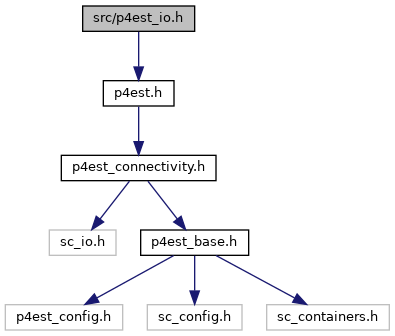 src/p4est_io.h
p4est.h
p4est_connectivity.h
sc_io.h
p4est_base.h
p4est_config.h
sc_config.h
sc_containers.h